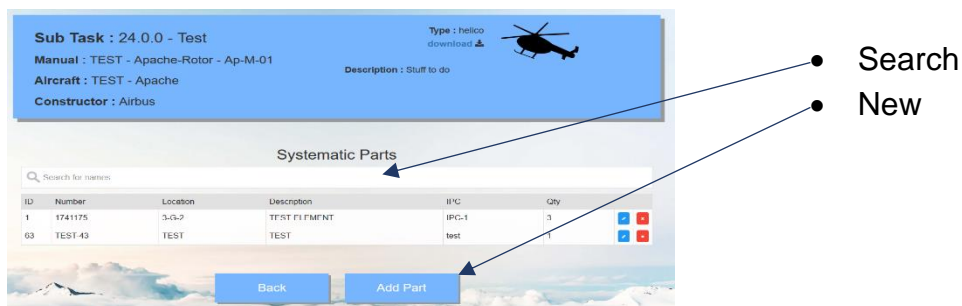 Sub Task : 24.0.0 - Test
Type : helico
download
Manual : TEST - Apache-Rotor - Ap-M-01
Description : Stuff to do
Aircraft : TEST - Apache
Constructor : Airbus
• Search
• New
Systematic Parts
Search for names
ID Number Location Description IPC Qty
1 1741175 3-G-2 TEST ELEMENT IPC-1 3
63 TEST-43 TEST TEST test 1
Back Add Part